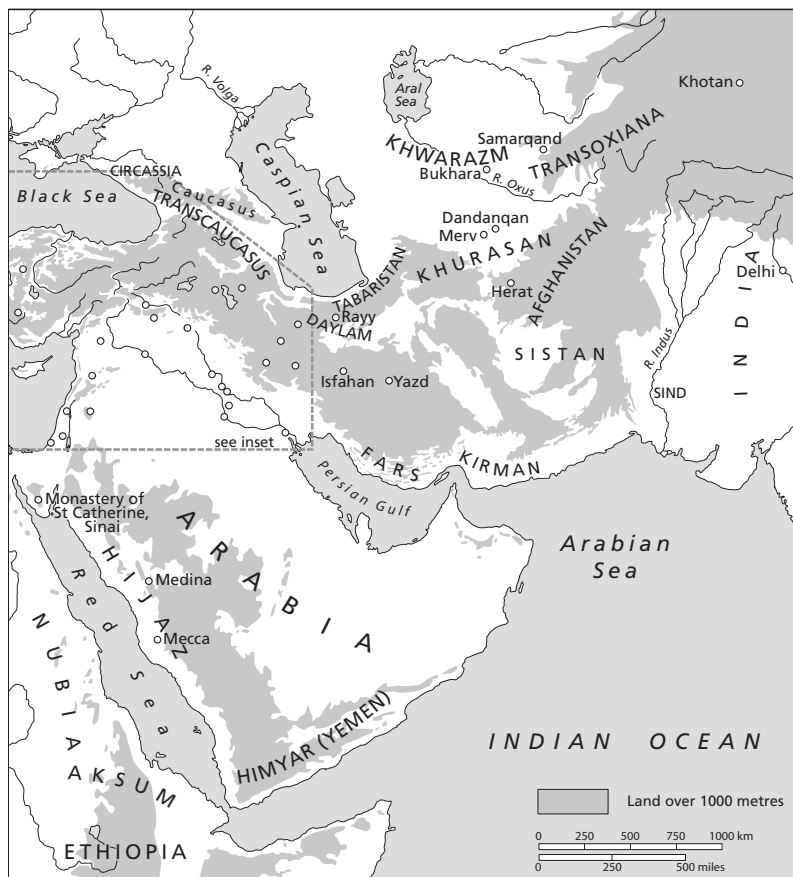 Khotan
R. Volga
Aral
Sea
Samarqand
KHWARAZM
TRANSOXIANA
Bukhara
R. Oxus
CIRCASSIA
Caucasus
Caspian Sea
Black Sea
TRANSCAUCASUS
Dandanqan
Merv
KHURASAN
AFGHANISTAN
TABARISTAN
Herat
Delhi
INDIA
Rayy
DAYLAM
R. Indus
SISTAN
Isfahan
Yazd
SIND
see inset
FARS
KIRMAN
Persian Gulf
Monastery of
St Catherine,
Sinai
ARABIA
Arabian
Sea
HIJAZ
Medina
Red Sea
Mecca
NUBIA
HIMYAR (YEMEN)
INDIAN OCEAN
AKSUM
ETHIOPIA
Land over 1000 metres
0 250 500 750 1000 km
0 250 500 miles